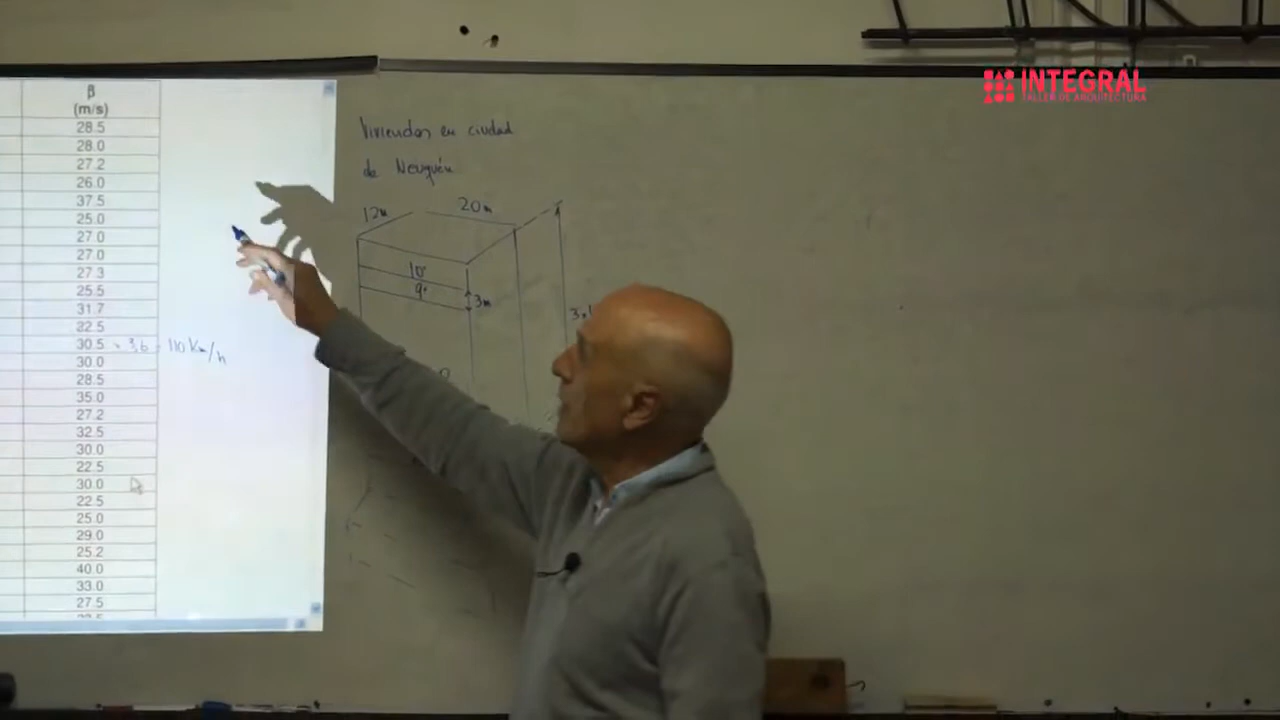 INTEGRAL
TALLER DE ARQUITECTURA
β
(m/s)
28.5
28.0
27.2
26.0
37.5
25.0
27.0
27.0
27.3
25.5
31.7
22.5
30.5 × 3,6 = 110 Km/h
30.0
28.5
35.0
27.2
32.5
30.0
22.5
30.0
22.5
25.0
29.0
25.2
40.0
33.0
27.5
Viviendas en ciudad
de Neuquén
12m
20m
10°
9°
3m